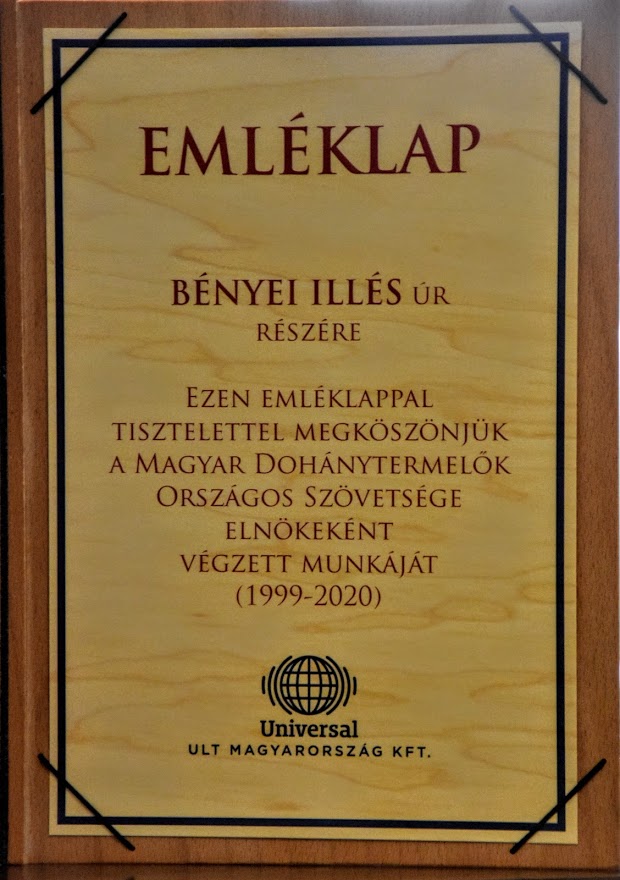 EMLÉKLAP
BÉNYEI ILLÉS ÚR
RÉSZÉRE
EZEN EMLÉKLAPPAL
TISZTELETTEL MEGKÖSZÖNJÜK
A MAGYAR DOHÁNYTERMELŐK
ORSZÁGOS SZÖVETSÉGE
ELNÖKEKÉNT
VÉGZETT MUNKÁJÁT
(1999-2020)
Universal
ULT MAGYARORSZÁG KFT.